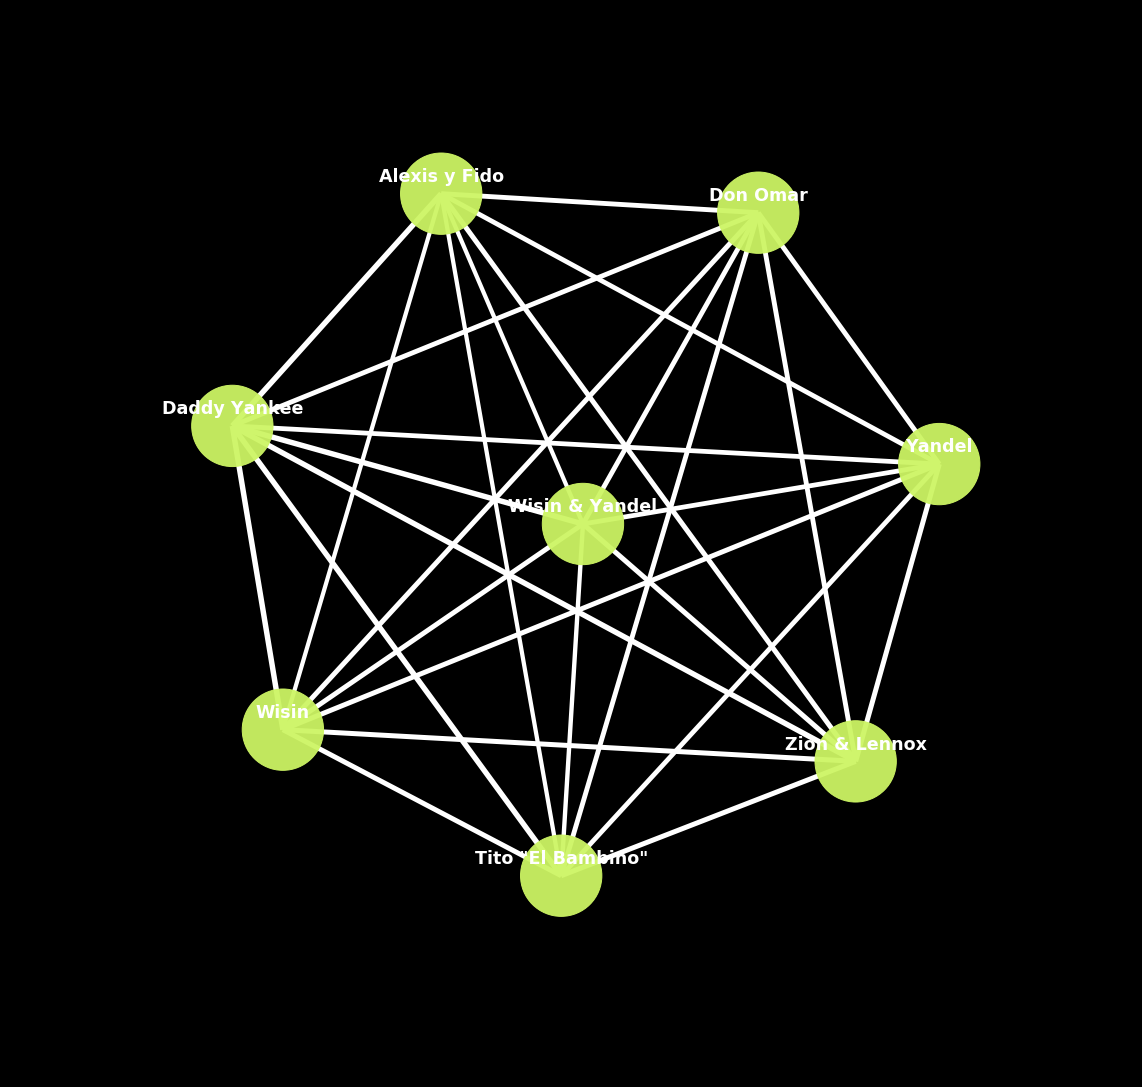 Alexis y Fido
Don Omar
Daddy Yankee
Yandel
Wisin & Yandel
Wisin
Zion & Lennox
Tito "El Bambino"